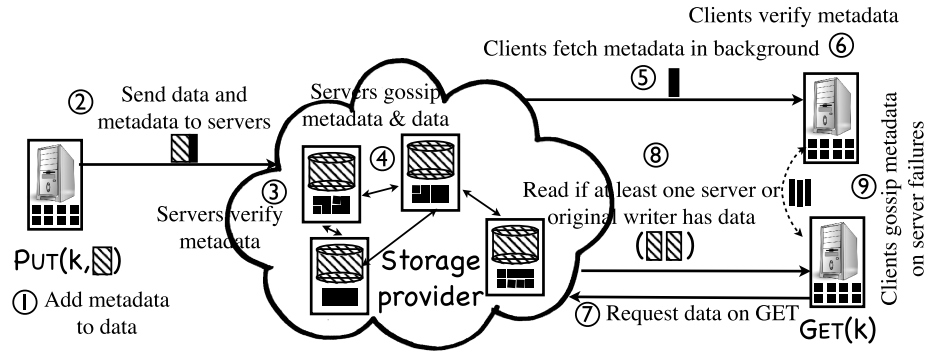 Clients verify metadata
Clients fetch metadata in background ⑥
⑤
②
Send data and
metadata to servers
Servers gossip
metadata & data
④
③
Servers verify
metadata
PUT(k, )
① Add metadata
to data
Storage
provider
⑧
Read if at least one server or
original writer has data
( )
⑦ Request data on GET
GET(k)
⑨
Clients gossip metadata
on server failures